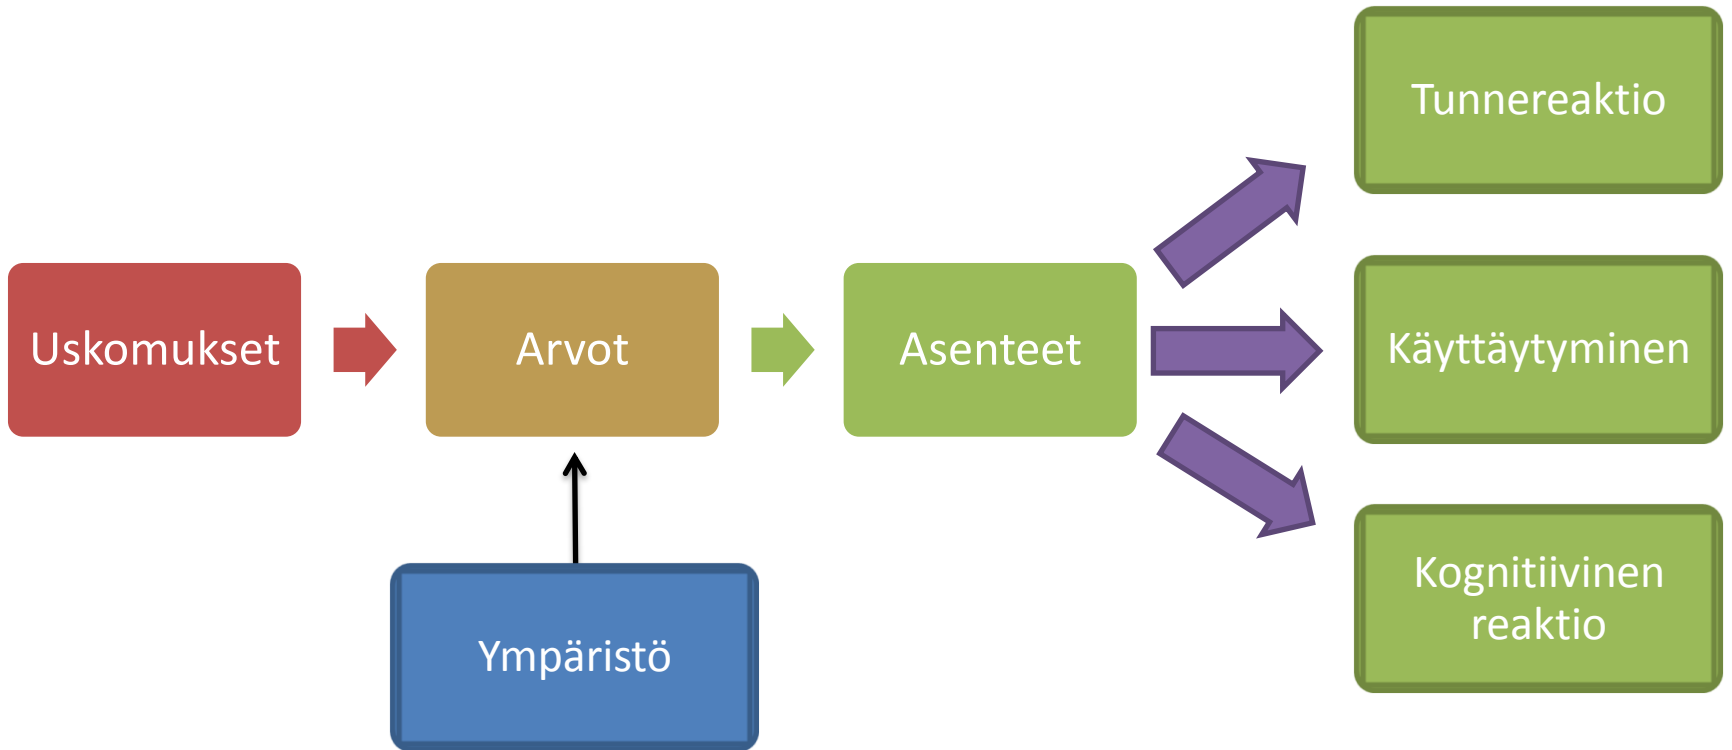 Uskomukset
Arvot
Asenteet
Tunnereaktio
Käyttäytyminen
Kognitiivinen
reaktio
Ympäristö